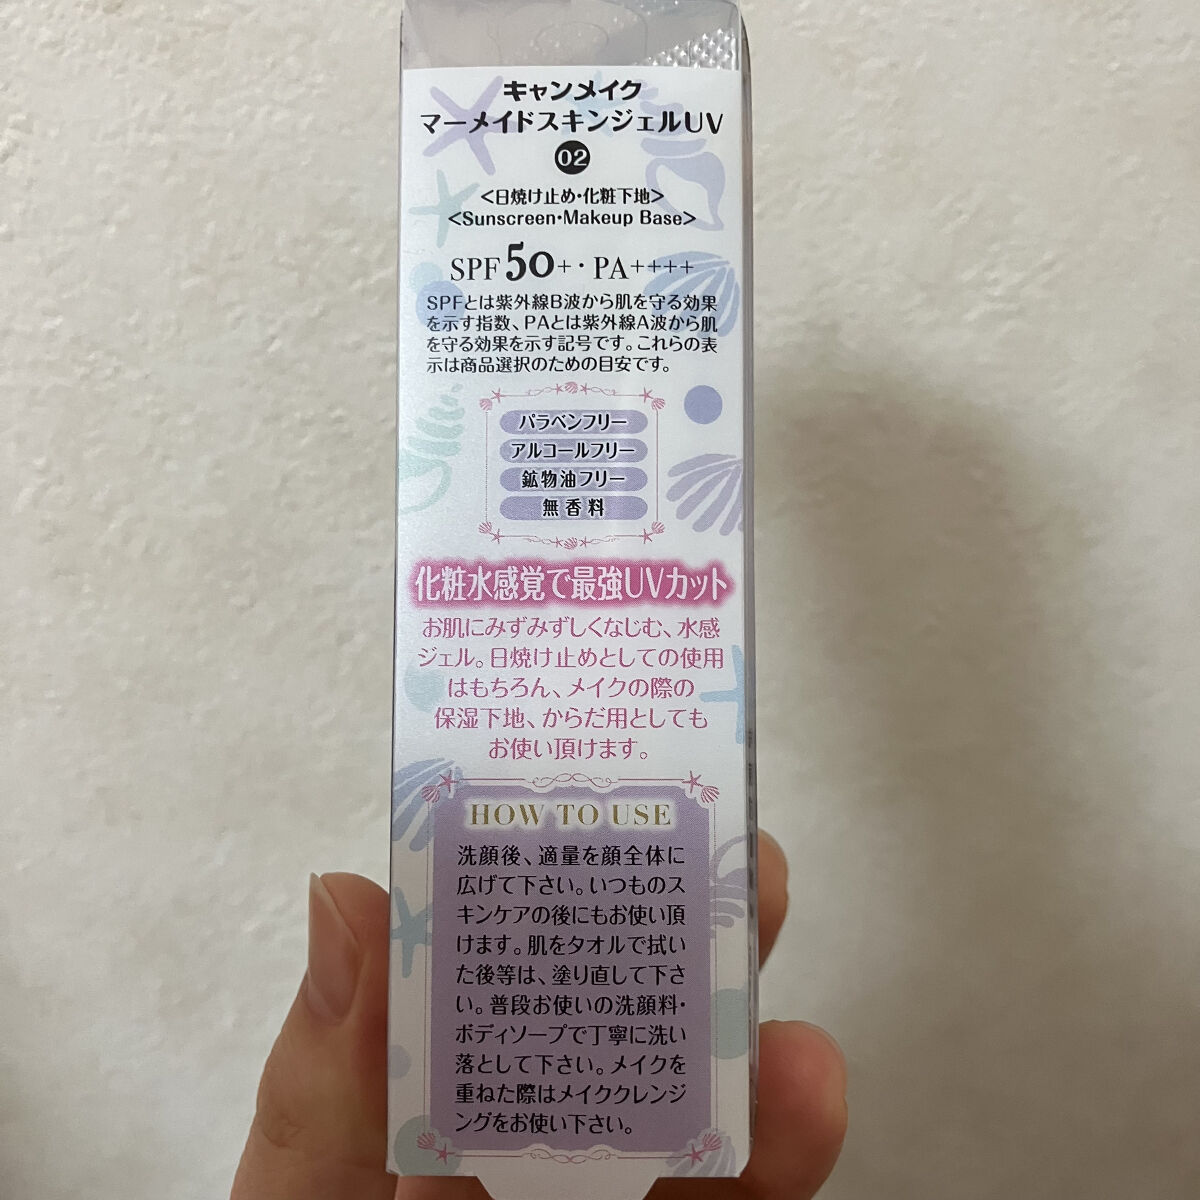 キャンメイク
マーメイドスキンジェルUV
02
<日焼け止め・化粧下地>
<Sunscreen・Makeup Base>
SPF50+・PA++++
SPFとは紫外線B波から肌を守る効果
を示す指数、PAとは紫外線A波から肌
を守る効果を示す記号です。これらの表
示は商品選択のための目安です。
パラベンフリー
アルコールフリー
鉱物油フリー
無香料
化粧水感覚で最強UVカット
お肌にみずみずしくなじむ、水感
ジェル。日焼け止めとしての使用
はもちろん、メイクの際の
保湿下地、からだ用としても
お使い頂けます。
HOW TO USE
洗顔後、適量を顔全体に
広げて下さい。いつものス
キンケアの後にもお使い頂
けます。肌をタオルで拭い
た後等は、塗り直して下さ
い。普段お使いの洗顔料・
ボディソープで丁寧に洗い
落として下さい。メイクを
重ねた際はメイククレンジ
ングをお使い下さい。